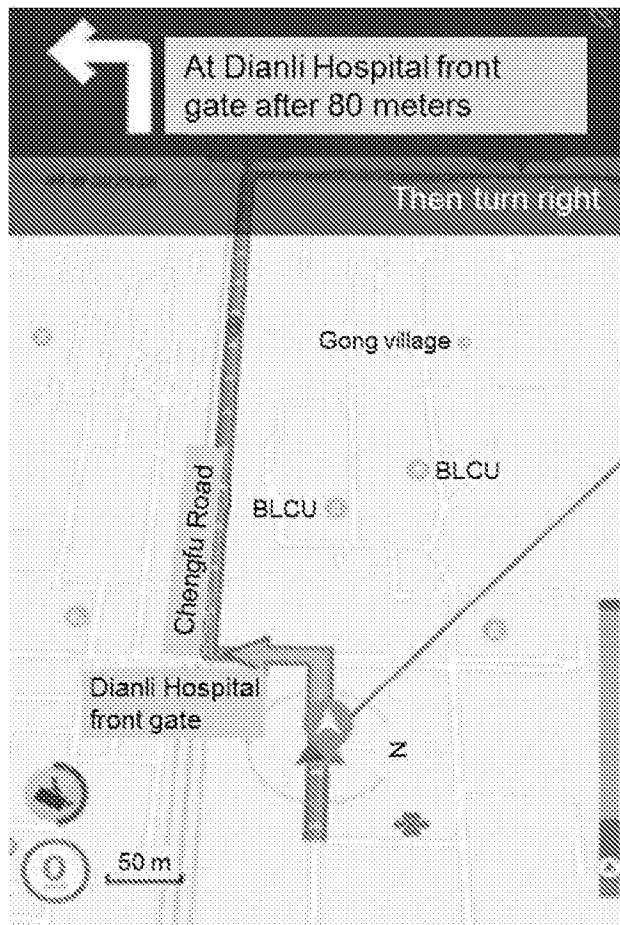 At Dianli Hospital front
gate after 80 meters
Then turn right
Gong village
BLCU
BLCU
Chengfu Road
Dianli Hospital
front gate
N
50 m